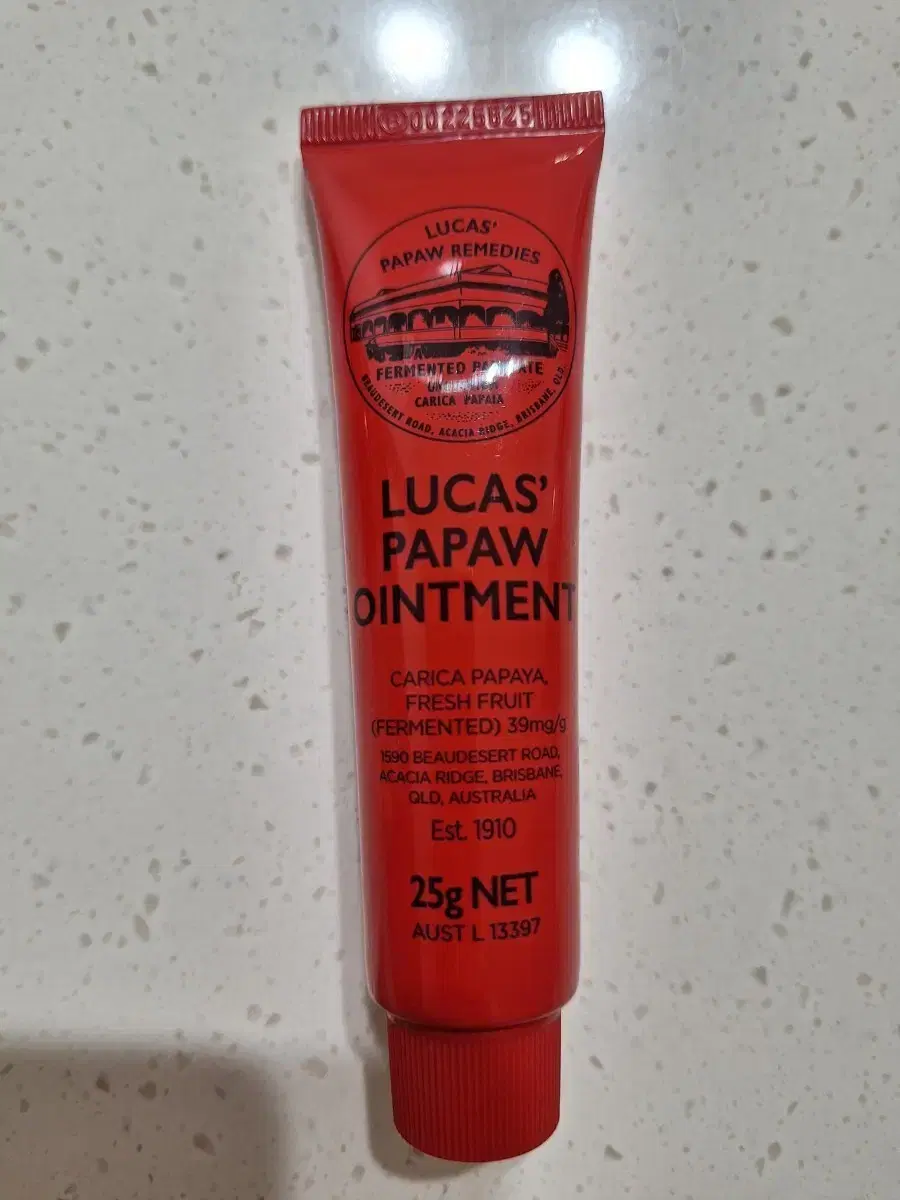 LUCAS'
PAPAW REMEDIES
FERMENTED
CARICA PAPAIA
BEAUDESERT ROAD, ACACIA RIDGE, BRISBANE, QLD.
LUCAS'
PAPAW
OINTMENT
CARICA PAPAYA,
FRESH FRUIT
(FERMENTED) 39mg/g
1590 BEAUDESERT ROAD,
ACACIA RIDGE, BRISBANE,
QLD, AUSTRALIA
Est. 1910
25g NET
AUST L 13397